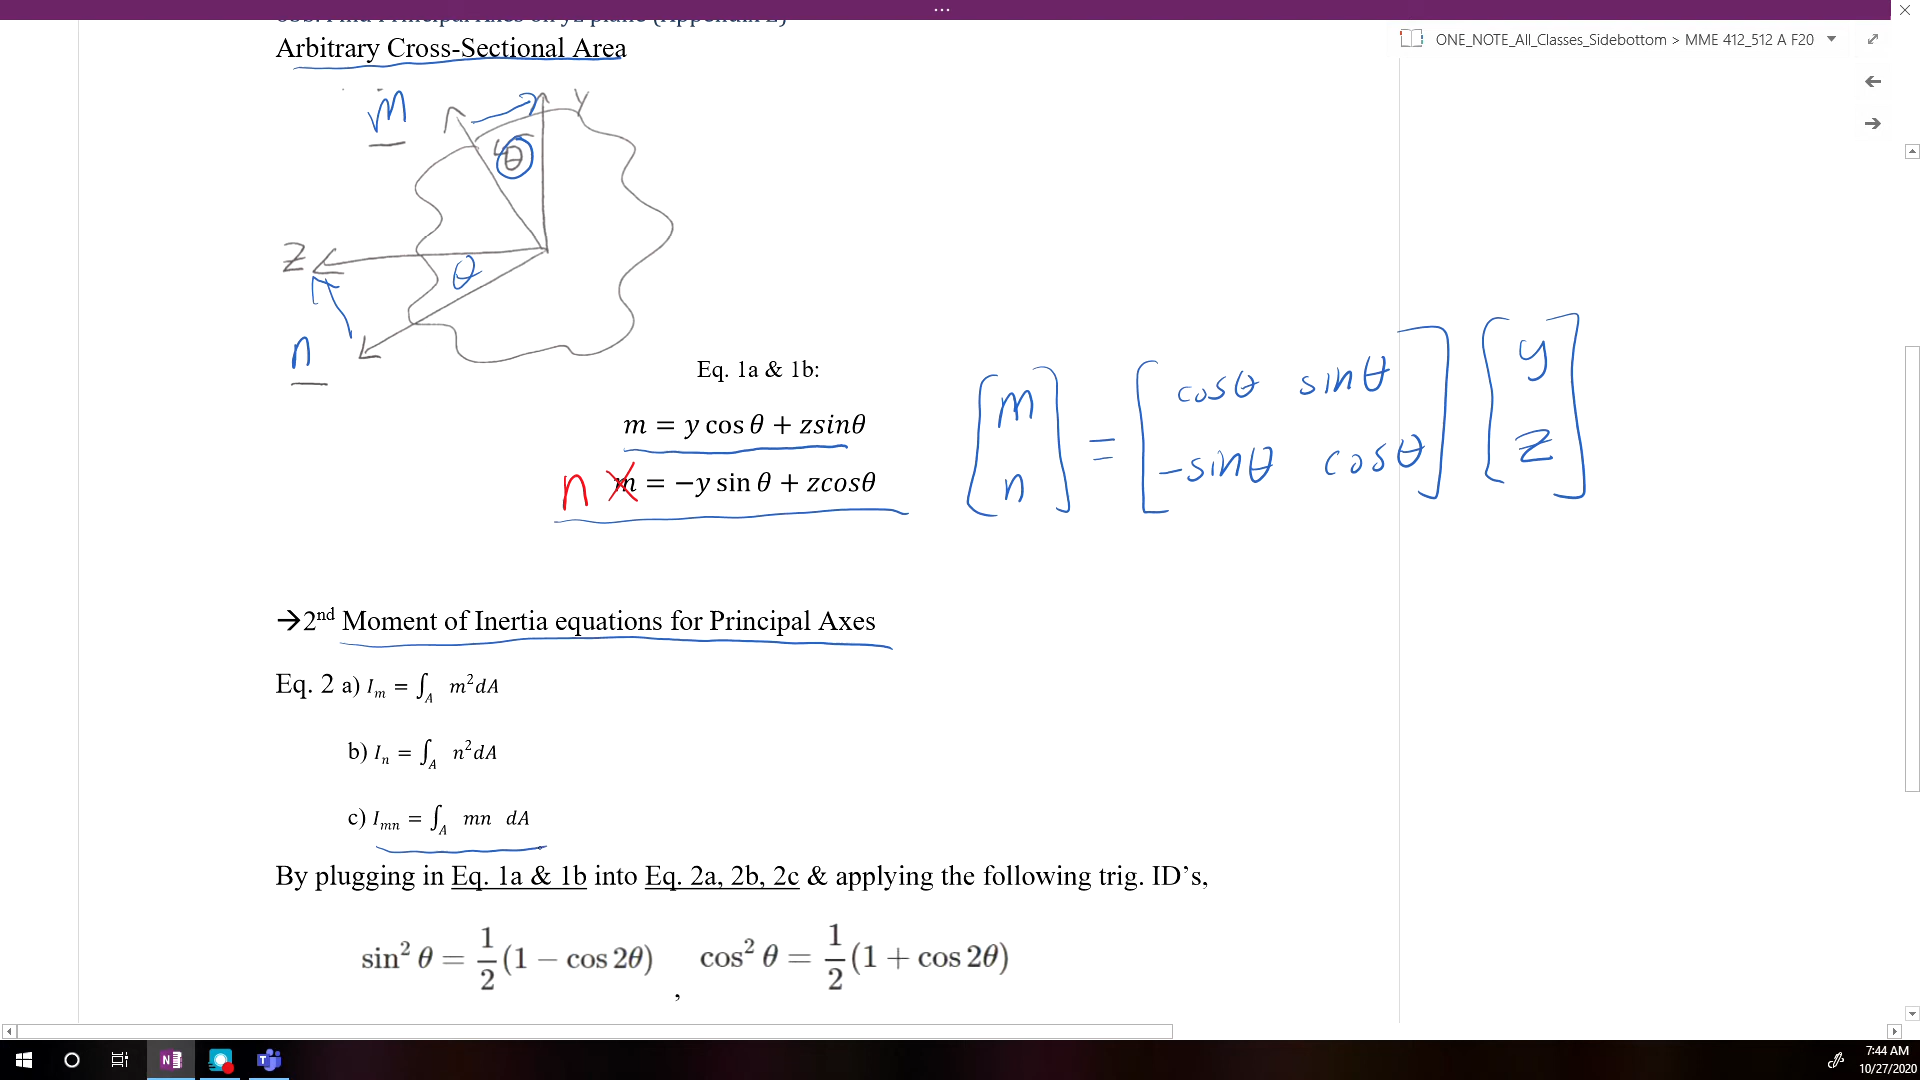 Arbitrary Cross-Sectional Area
ONE_NOTE_All_Classes_Sidebottom > MME 412_512 A F20
m
y
θ
z
θ
n
Eq. 1a & 1b:
m = y cos θ + zsinθ
n m = −y sin θ + zcosθ
[m n] = [cosθ sinθ -sinθ cosθ] [y z]
→2nd Moment of Inertia equations for Principal Axes
Eq. 2 a) Iₘ = ∫_A m²dA
b) Iₙ = ∫_A n²dA
c) Iₘₙ = ∫_A mn dA
By plugging in Eq. 1a & 1b into Eq. 2a, 2b, 2c & applying the following trig. ID’s,
sin² θ = 1/2 (1 − cos 2θ) , cos² θ = 1/2 (1 + cos 2θ)
7:44 AM
10/27/2020